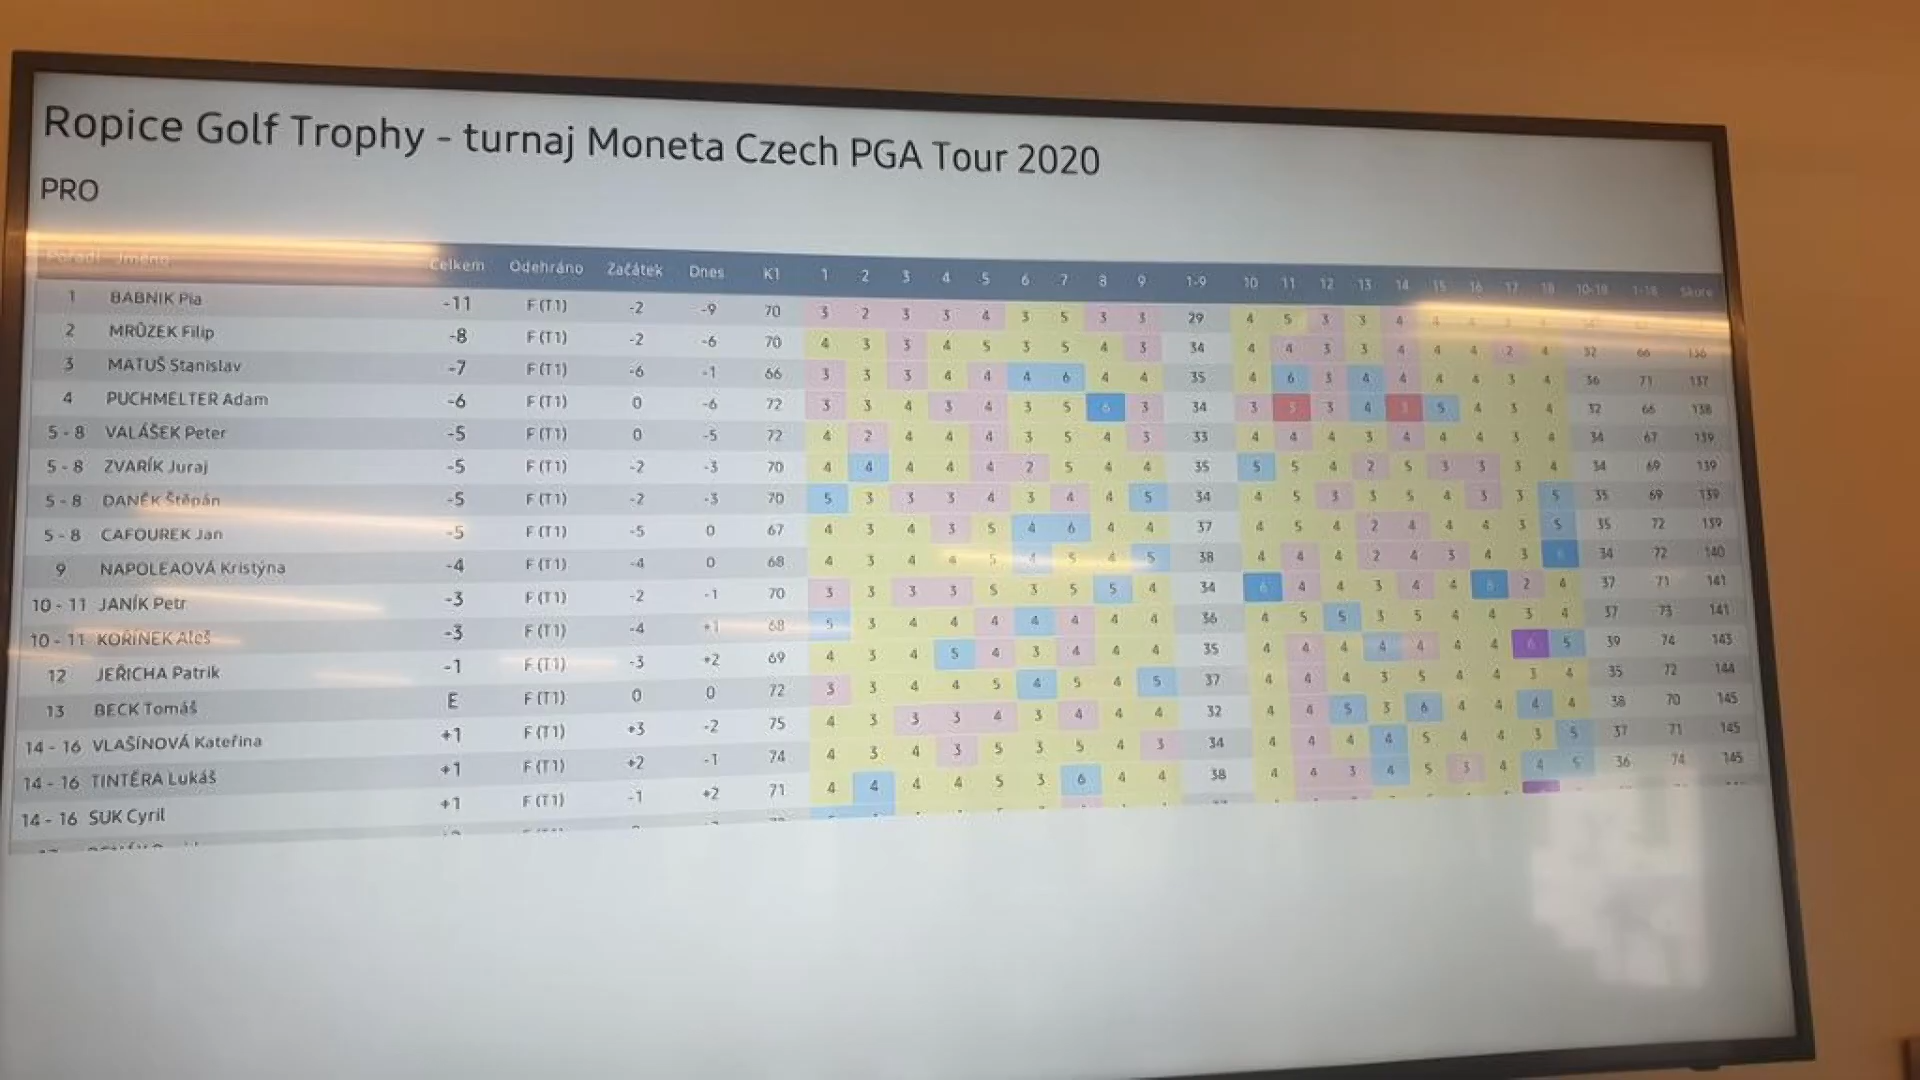 Ropice Golf Trophy - turnaj Moneta Czech PGA Tour 2020
PRO
Pořadí Jméno Celkem Odehráno Začátek Dnes K1 1 2 3 4 5 6 7 8 9 1-9 10 11 12 13 14 15 16 17 18 10-18 1-18 Skóre
1 BABNIK Pia -11 F (T1) -2 -9 70 3 2 3 3 4 3 5 3 3 29 4 5 3 3 4
2 MRŮZEK Filip -8 F (T1) -2 -6 70 4 3 3 4 5 3 5 4 3 34 4 4 3 3 4 4 4 2 4 32 66 136
3 MATUŠ Stanislav -7 F (T1) -6 -1 66 3 3 3 4 4 4 6 4 4 35 4 6 3 4 4 4 4 3 4 36 71 137
4 PUCHMELTER Adam -6 F (T1) 0 -6 72 3 3 4 3 4 3 5 6 3 34 3 3 3 4 3 5 4 3 4 32 66 138
5 - 8 VALÁŠEK Peter -5 F (T1) 0 -5 72 4 2 4 4 4 3 5 4 3 33 4 4 4 3 4 4 4 3 4 34 67 139
5 - 8 ZVARÍK Juraj -5 F (T1) -2 -3 70 4 4 4 4 4 2 5 4 4 35 5 5 4 2 5 3 3 3 4 34 69 139
5 - 8 DANĚK Štěpán -5 F (T1) -2 -3 70 5 3 3 3 4 3 4 4 5 34 4 5 3 3 5 4 3 3 5 35 69 139
5 - 8 CAFOUREK Jan -5 F (T1) -5 0 67 4 3 4 3 5 4 6 4 4 37 4 5 4 2 4 4 4 3 5 35 72 139
9 NAPOLEAOVÁ Kristýna -4 F (T1) -4 0 68 4 3 4 4 5 4 5 4 5 38 4 4 4 2 4 3 4 3 6 34 72 140
10 - 11 JANÍK Petr -3 F (T1) -2 -1 70 3 3 3 3 5 3 5 5 4 34 6 4 4 3 4 4 6 2 4 37 71 141
10 - 11 KOŘÍNEK Aleš -3 F (T1) -4 +1 68 5 3 4 4 4 4 4 4 4 36 4 5 5 3 5 4 4 3 4 37 73 141
12 JEŘICHA Patrik -1 F (T1) -3 +2 69 4 3 4 5 4 3 4 4 4 35 4 4 4 4 4 4 4 6 5 39 74 143
13 BECK Tomáš E F (T1) 0 0 72 3 3 4 4 5 4 5 4 5 37 4 4 4 3 5 4 4 3 4 35 72 144
14 - 16 VLAŠÍNOVÁ Kateřina +1 F (T1) +3 -2 75 4 3 3 3 4 3 4 4 4 32 4 4 5 3 6 4 4 4 4 38 70 145
14 - 16 TINTĚRA Lukáš +1 F (T1) +2 -1 74 4 3 4 3 5 3 5 4 3 34 4 4 4 4 5 4 4 3 5 37 71 145
14 - 16 SUK Cyril +1 F (T1) -1 +2 71 4 4 4 4 5 3 6 4 4 38 4 4 3 4 5 3 4 4 5 36 74 145